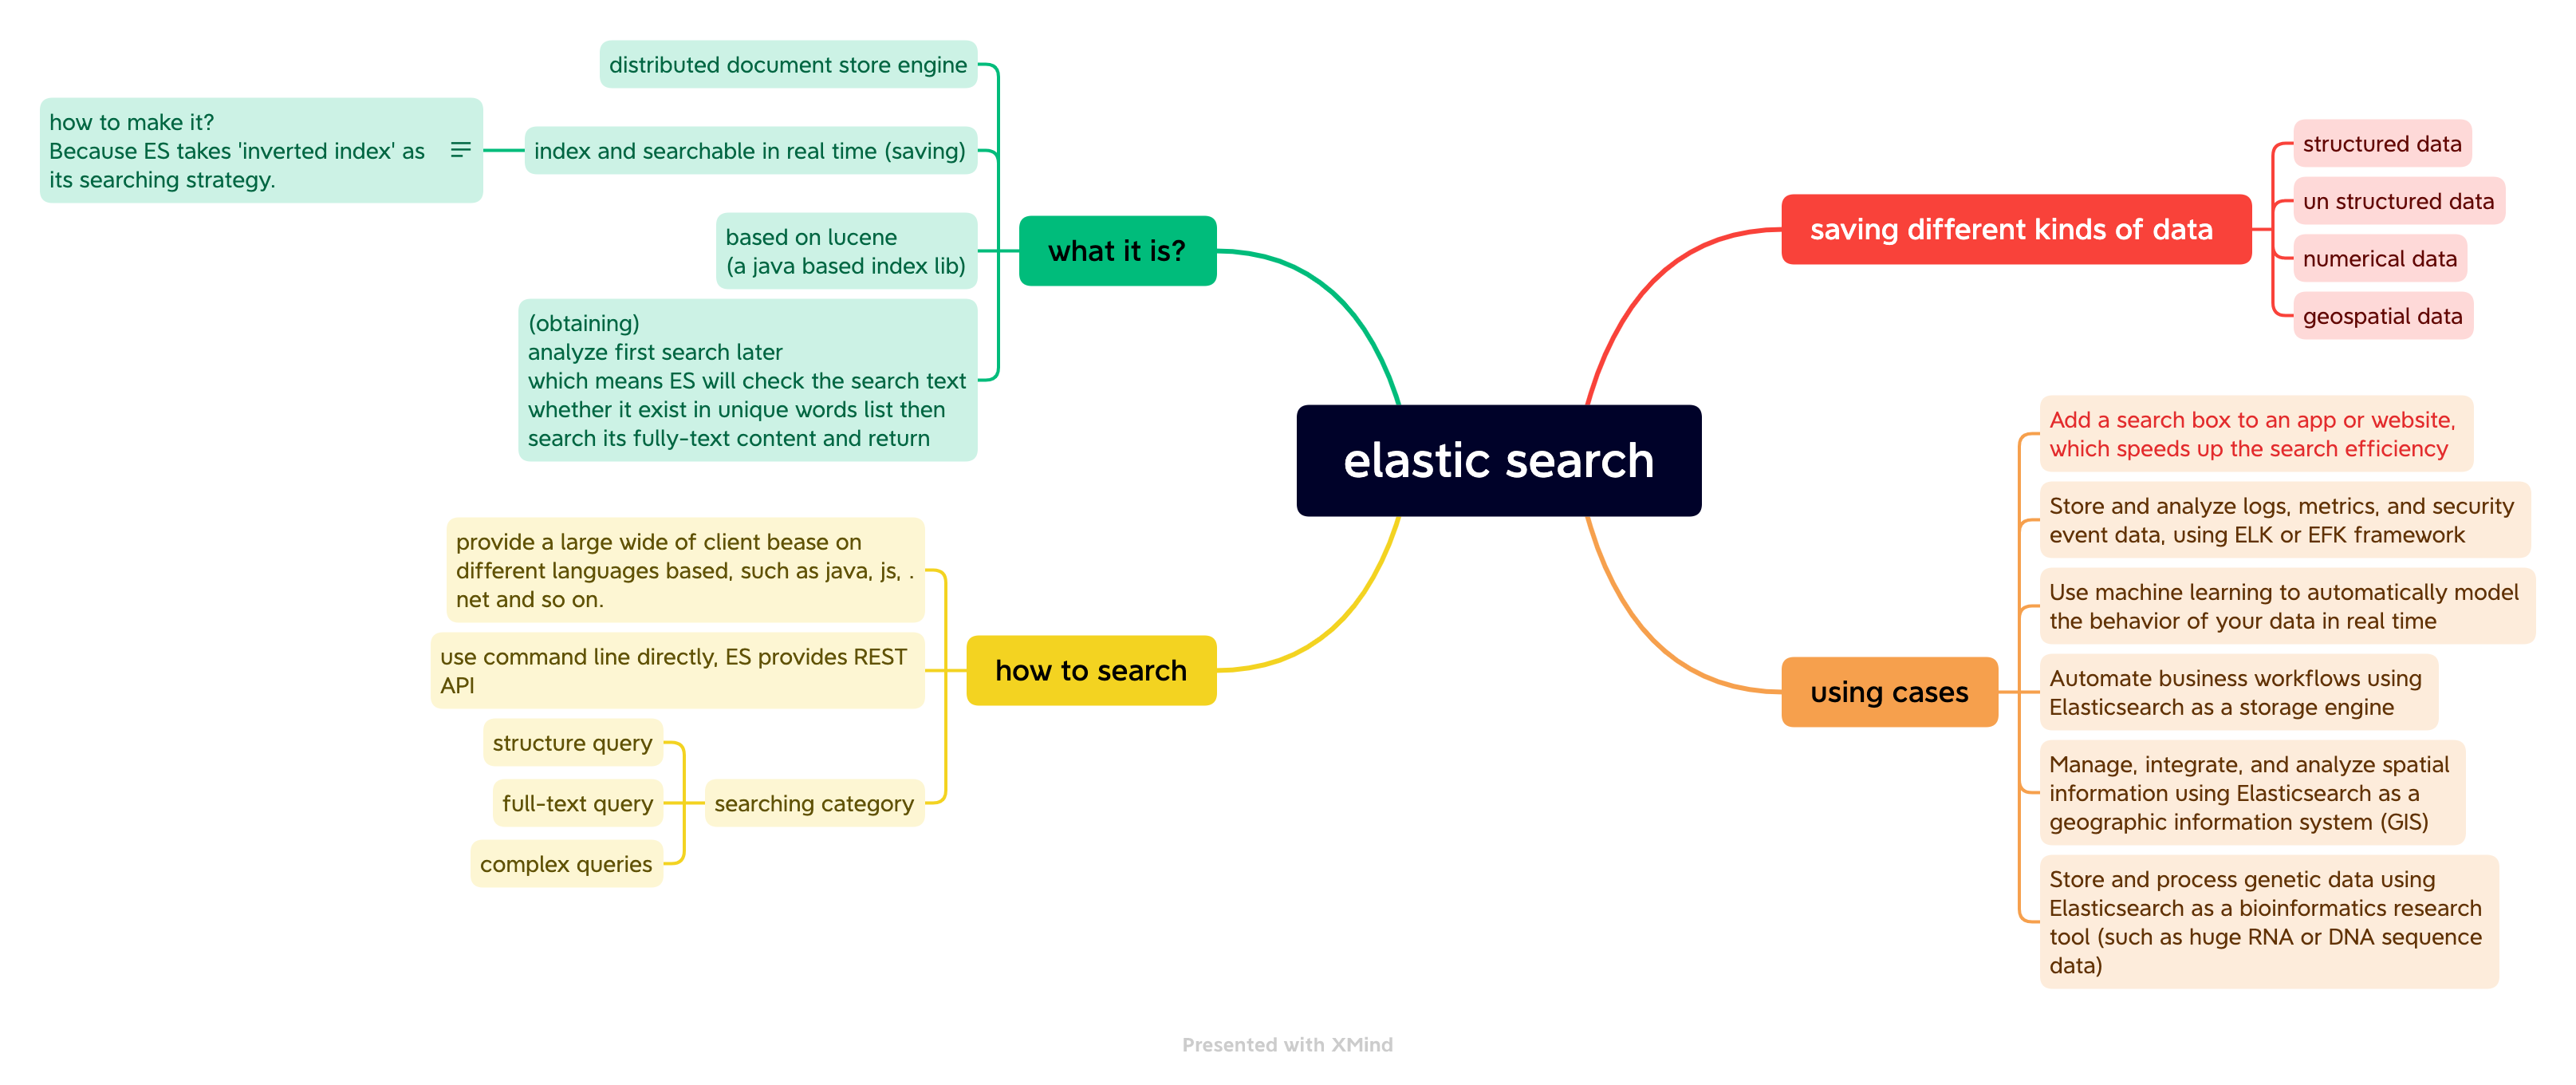 elastic search
what it is?
distributed document store engine
index and searchable in real time (saving)
how to make it?
Because ES takes 'inverted index' as
its searching strategy.
based on lucene
(a java based index lib)
(obtaining)
analyze first search later
which means ES will check the search text
whether it exist in unique words list then
search its fully-text content and return
how to search
provide a large wide of client bease on
different languages based, such as java, js, .
net and so on.
use command line directly, ES provides REST
API
searching category
structure query
full-text query
complex queries
saving different kinds of data
structured data
un structured data
numerical data
geospatial data
using cases
Add a search box to an app or website,
which speeds up the search efficiency
Store and analyze logs, metrics, and security
event data, using ELK or EFK framework
Use machine learning to automatically model
the behavior of your data in real time
Automate business workflows using
Elasticsearch as a storage engine
Manage, integrate, and analyze spatial
information using Elasticsearch as a
geographic information system (GIS)
Store and process genetic data using
Elasticsearch as a bioinformatics research
tool (such as huge RNA or DNA sequence
data)
Presented with XMind